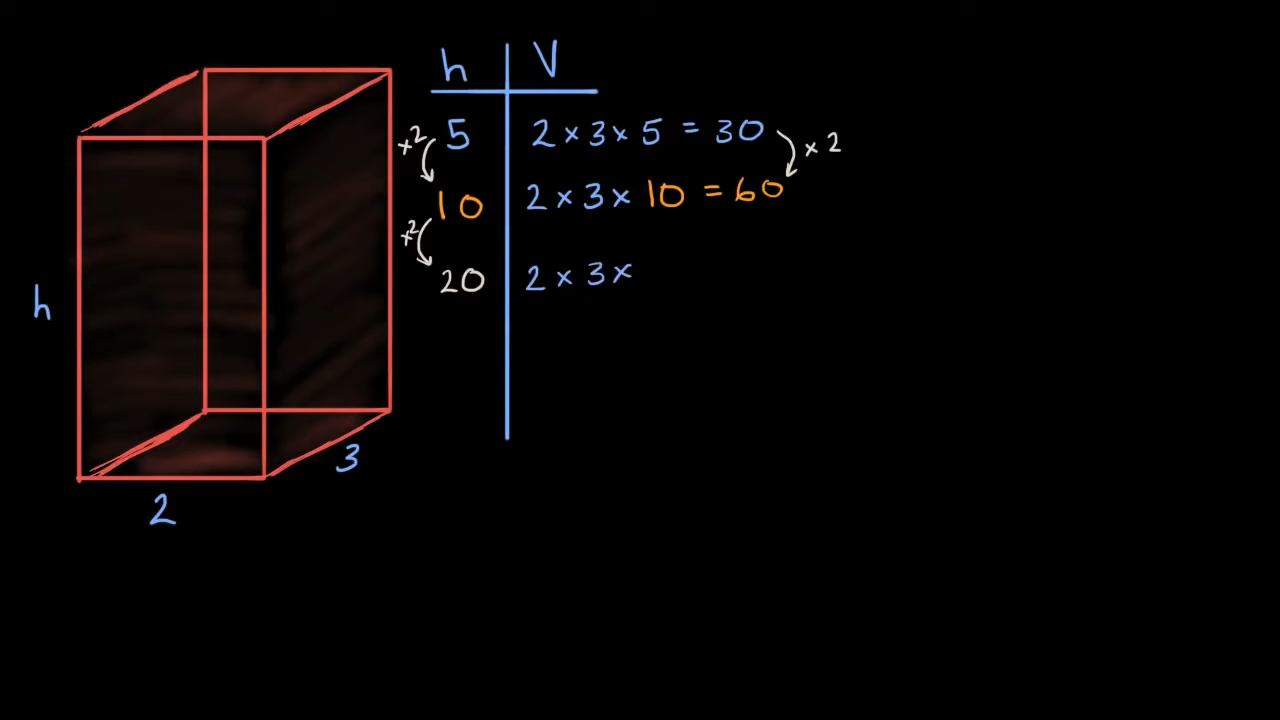 h V
×2 5 2 × 3 × 5 = 30 × 2
10 2 × 3 × 10 = 60
×2 20 2 × 3 ×
h
3
2